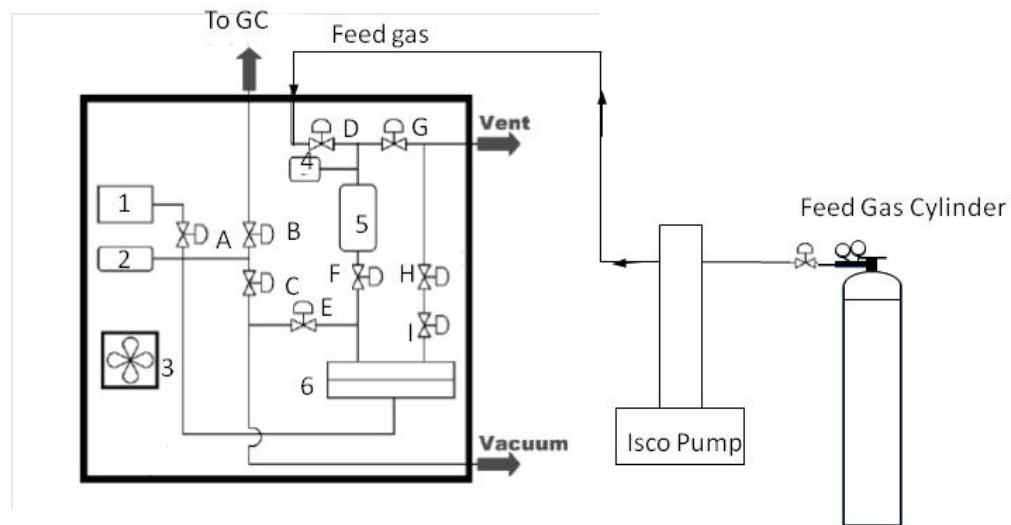 To GC
Feed gas
D
G
Vent
4
1
5
Feed Gas Cylinder
A
B
2
F
H
C
E
I
3
6
Isco Pump
Vacuum